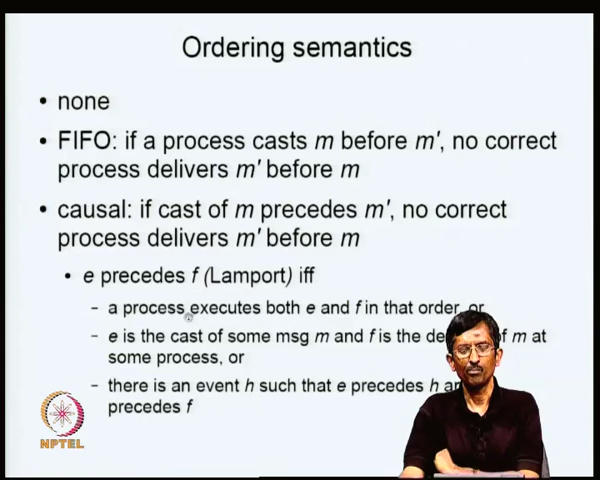 Ordering semantics
• none
• FIFO: if a process casts m before m', no correct
process delivers m' before m
• causal: if cast of m precedes m', no correct
process delivers m' before m
• e precedes f (Lamport) iff
– a process executes both e and f in that order, or
– e is the cast of some msg m and f is the of m at
some process, or
– there is an event h such that e precedes h
precedes f
NPTEL